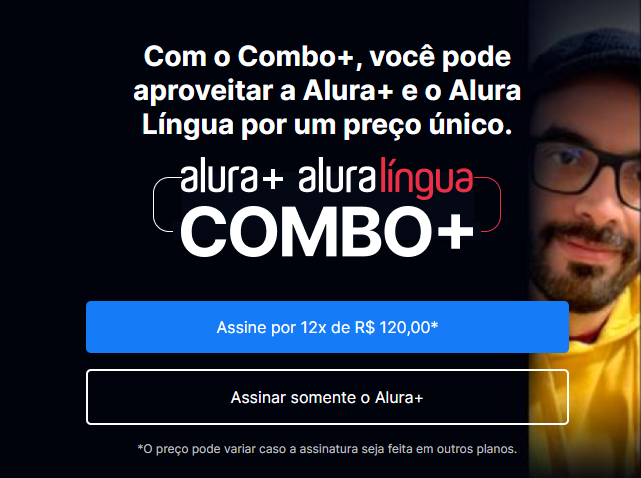 Com o Combo+, você pode
aproveitar a Alura+ e o Alura
Língua por um preço único.
alura+ aluralíngua
COMBO+
Assine por 12x de R$ 120,00*
Assinar somente o Alura+
*O preço pode variar caso a assinatura seja feita em outros planos.